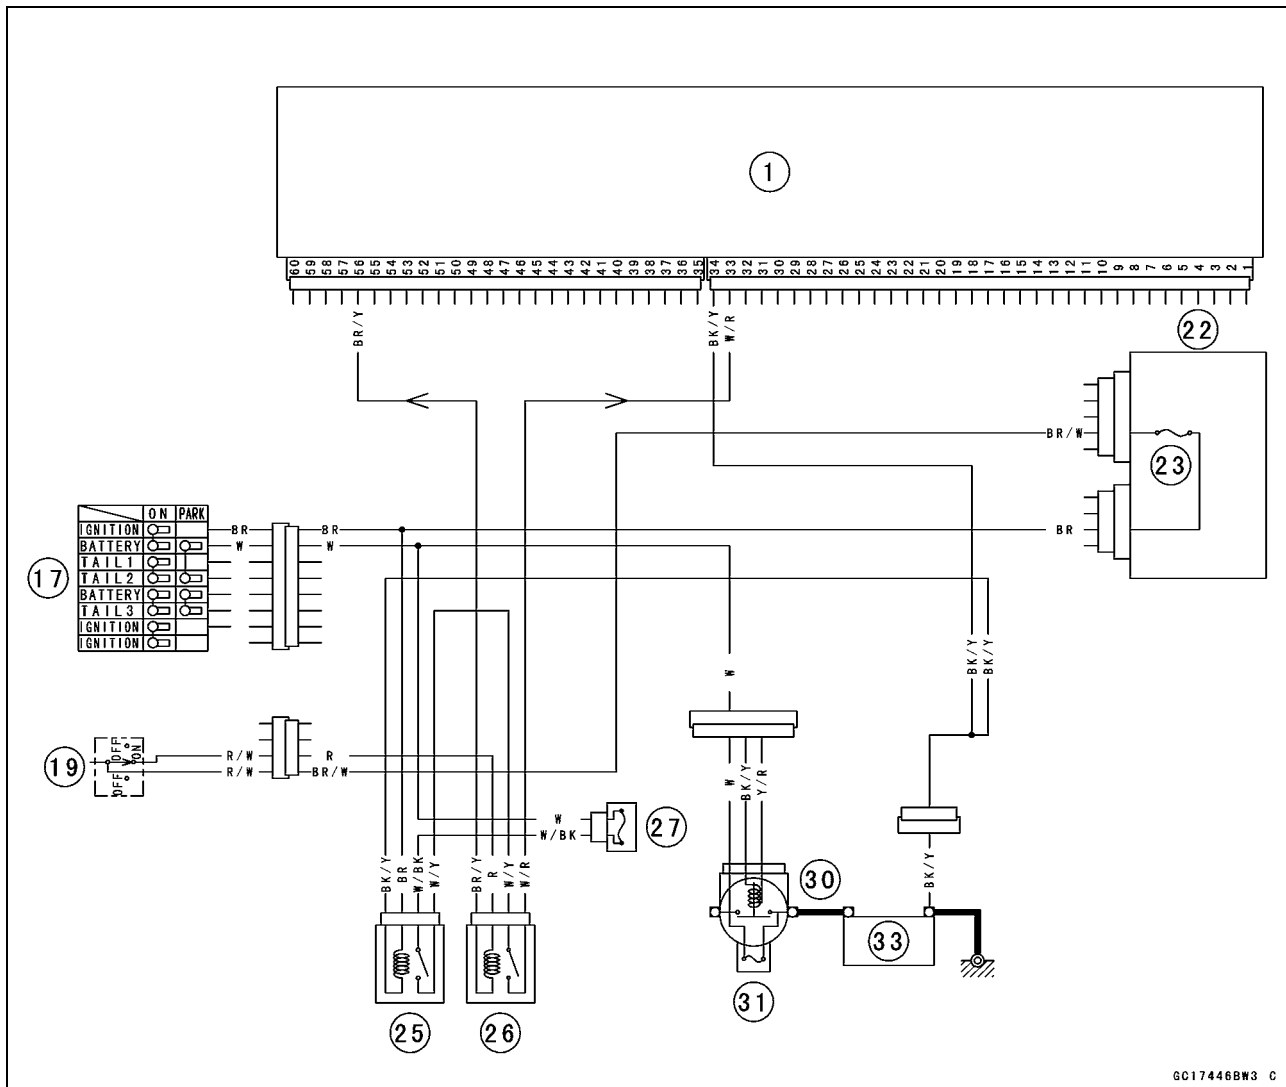 1
60 59 58 57 56 55 54 53 52 51 50 49 48 47 46 45 44 43 42 41 40 39 38 37 36 35 34 33 32 31 30 29 28 27 26 25 24 23 22 21 20 19 18 17 16 15 14 13 12 11 10 9 8 7 6 5 4 3 2 1
BR/Y
BK/Y
W/R
22
BR/W
23
ON PARK
IGNITION BR BR BR
BATTERY W W
TAIL1
17
TAIL2
BATTERY
TAIL3
IGNITION
IGNITION
W
BK/Y
BK/Y
19
OFF
OFF
ON
R/W R
R/W BR/W
W
BK/Y
Y/R
W
W/BK
27
BK/Y
BR
W/BK
W/Y
BR/Y
R
W/Y
W/R
BK/Y
30
33
31
25
26
GC17446BW3 C